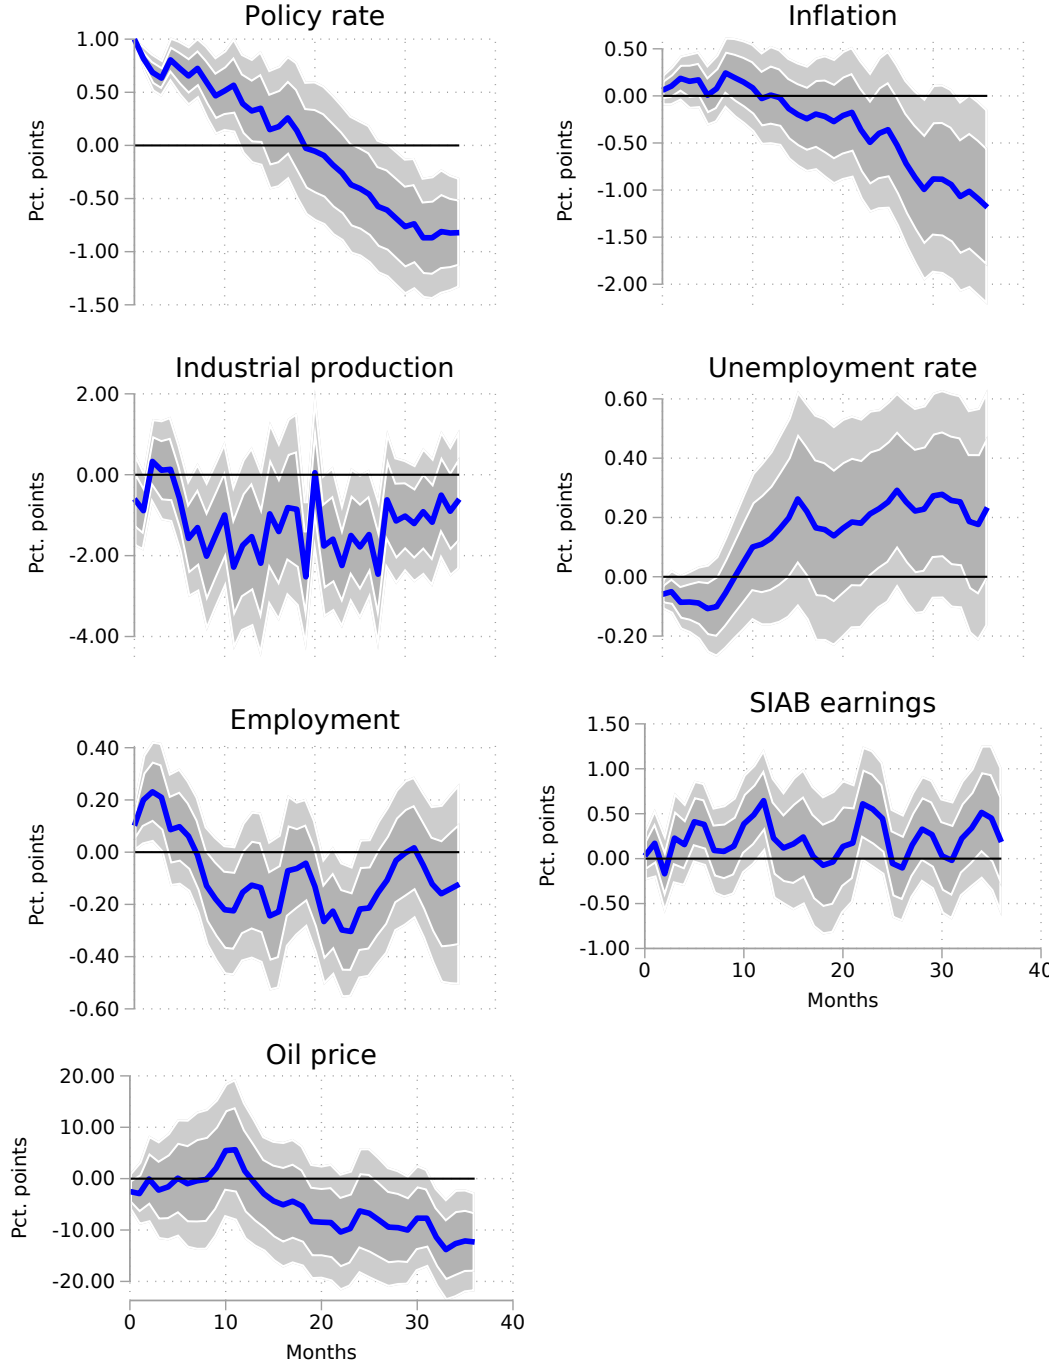 Policy rate
Pct. points
1.00
0.50
0.00
-0.50
-1.00
-1.50
Inflation
Pct. points
0.50
0.00
-0.50
-1.00
-1.50
-2.00
Industrial production
Pct. points
2.00
0.00
-2.00
-4.00
Unemployment rate
Pct. points
0.60
0.40
0.20
0.00
-0.20
Employment
Pct. points
0.40
0.20
0.00
-0.20
-0.40
-0.60
SIAB earnings
Pct. points
1.50
1.00
0.50
0.00
-0.50
-1.00
0 10 20 30 40
Months
Oil price
Pct. points
20.00
10.00
0.00
-10.00
-20.00
0 10 20 30 40
Months